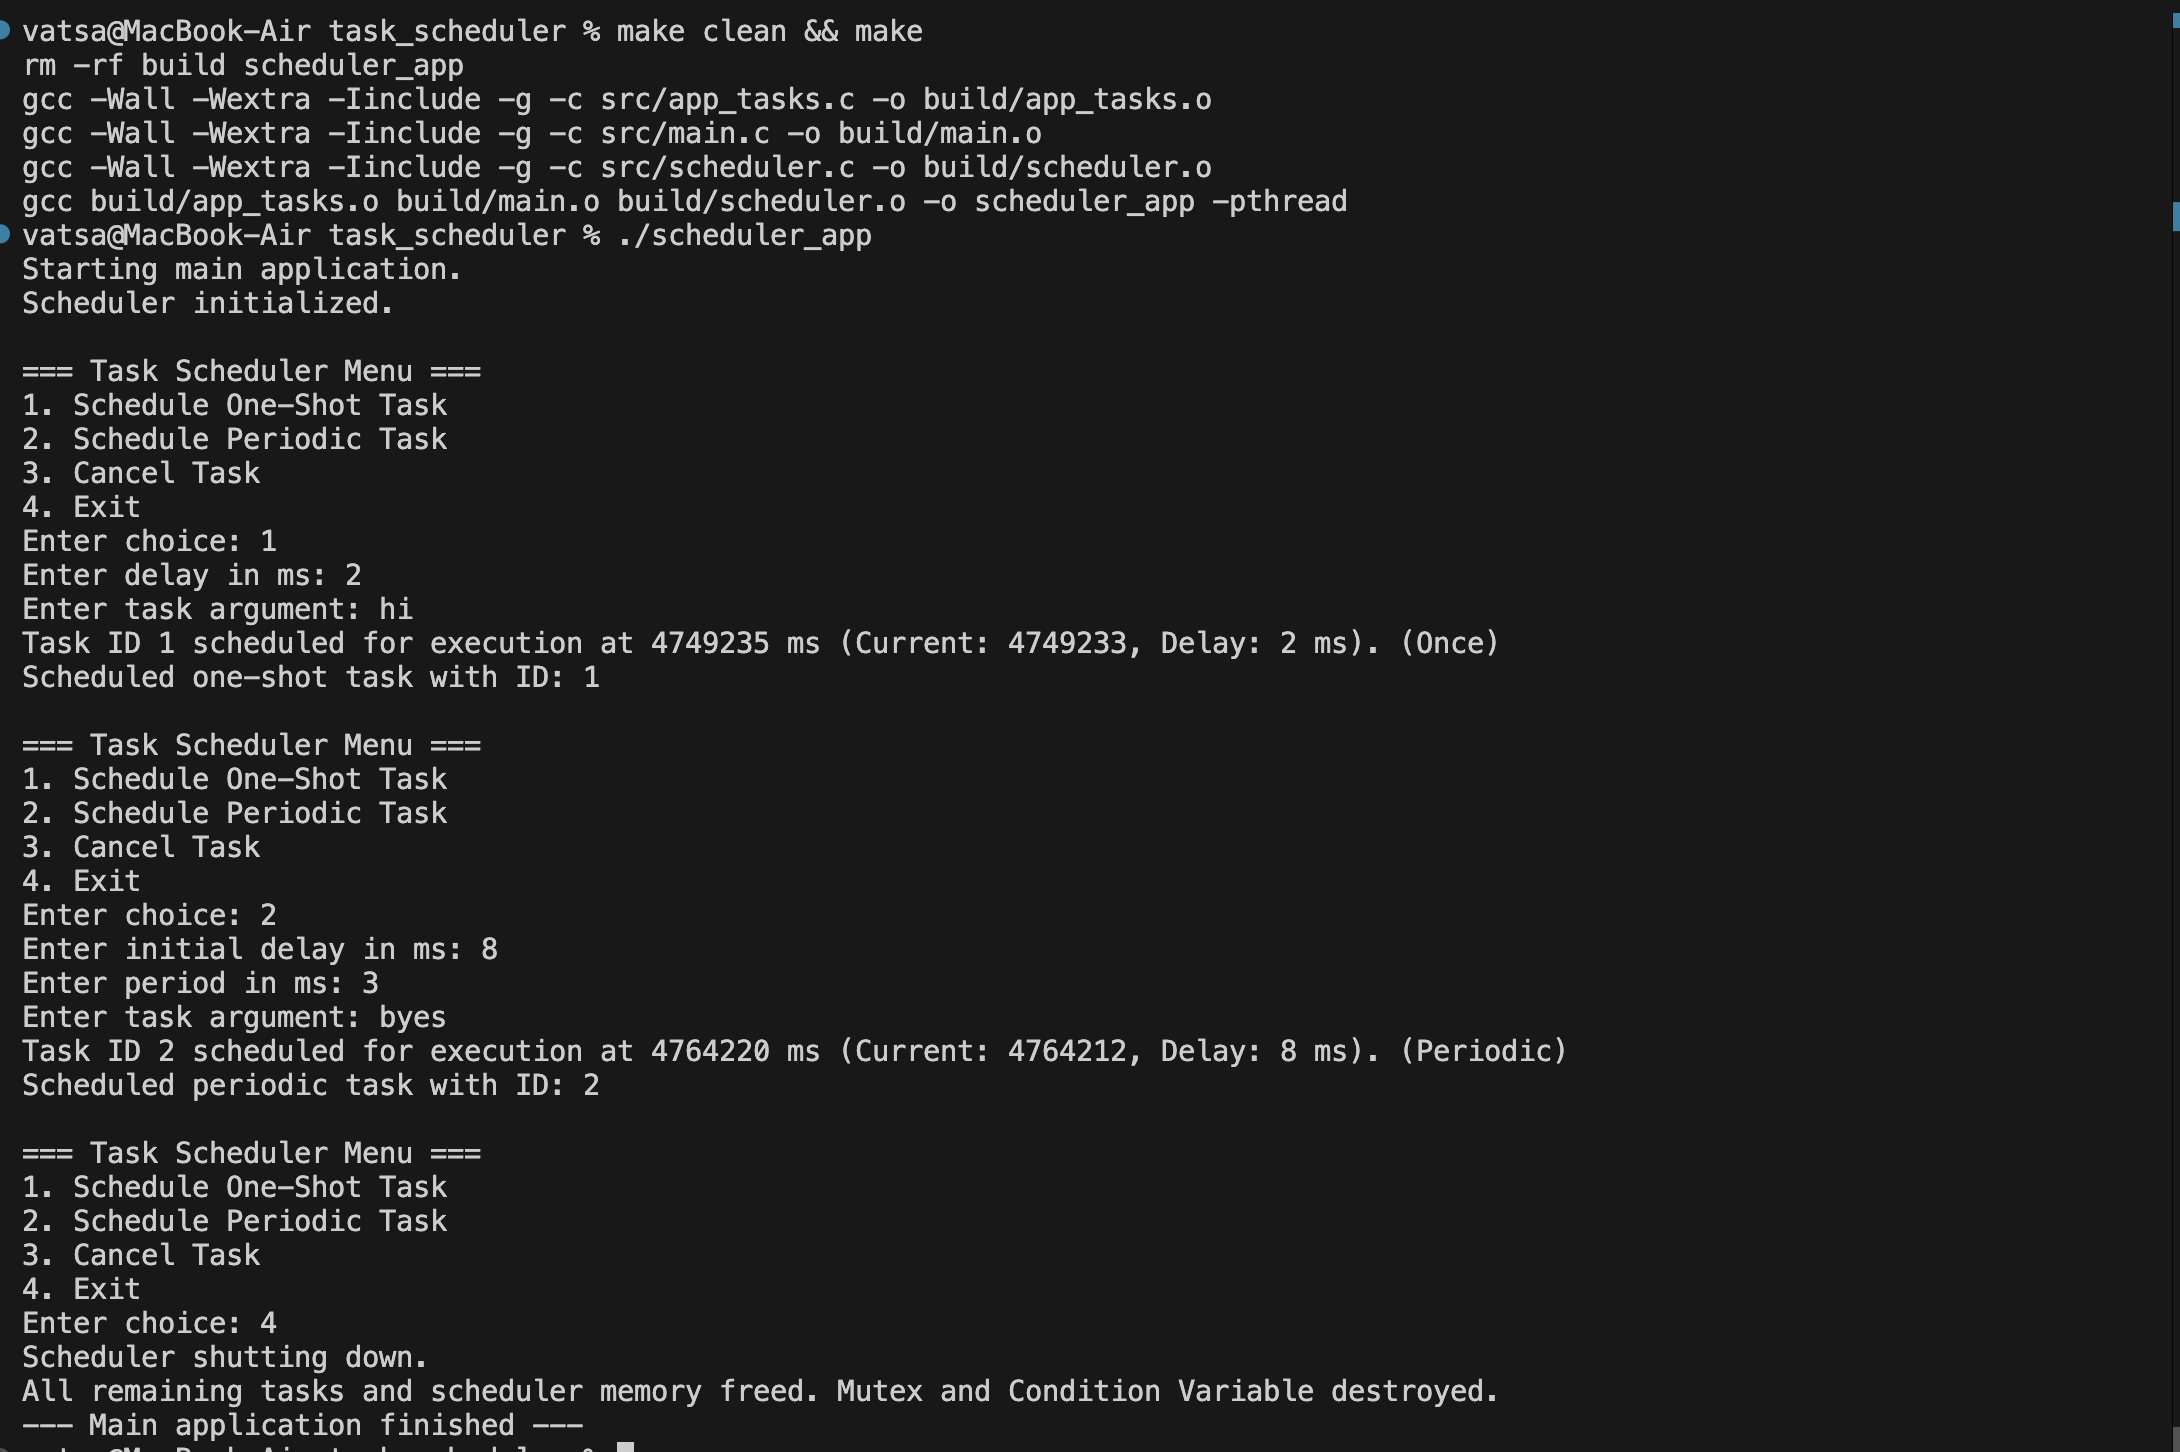 vatsa@MacBook-Air task_scheduler % make clean && make
rm -rf build scheduler_app
gcc -Wall -Wextra -Iinclude -g -c src/app_tasks.c -o build/app_tasks.o
gcc -Wall -Wextra -Iinclude -g -c src/main.c -o build/main.o
gcc -Wall -Wextra -Iinclude -g -c src/scheduler.c -o build/scheduler.o
gcc build/app_tasks.o build/main.o build/scheduler.o -o scheduler_app -pthread
vatsa@MacBook-Air task_scheduler % ./scheduler_app
Starting main application.
Scheduler initialized.

=== Task Scheduler Menu ===
1. Schedule One-Shot Task
2. Schedule Periodic Task
3. Cancel Task
4. Exit
Enter choice: 1
Enter delay in ms: 2
Enter task argument: hi
Task ID 1 scheduled for execution at 4749235 ms (Current: 4749233, Delay: 2 ms). (Once)
Scheduled one-shot task with ID: 1

=== Task Scheduler Menu ===
1. Schedule One-Shot Task
2. Schedule Periodic Task
3. Cancel Task
4. Exit
Enter choice: 2
Enter initial delay in ms: 8
Enter period in ms: 3
Enter task argument: byes
Task ID 2 scheduled for execution at 4764220 ms (Current: 4764212, Delay: 8 ms). (Periodic)
Scheduled periodic task with ID: 2

=== Task Scheduler Menu ===
1. Schedule One-Shot Task
2. Schedule Periodic Task
3. Cancel Task
4. Exit
Enter choice: 4
Scheduler shutting down.
All remaining tasks and scheduler memory freed. Mutex and Condition Variable destroyed.
--- Main application finished ---